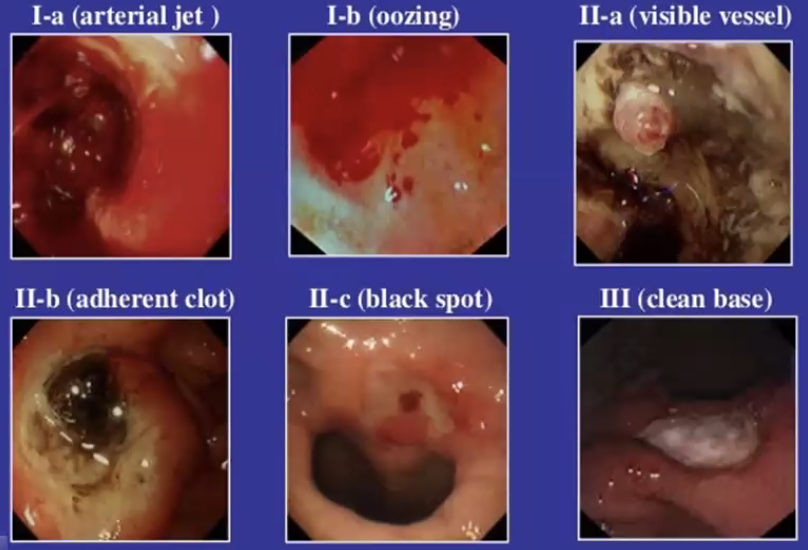 I-a (arterial jet )
I-b (oozing)
II-a (visible vessel)
II-b (adherent clot)
II-c (black spot)
III (clean base)